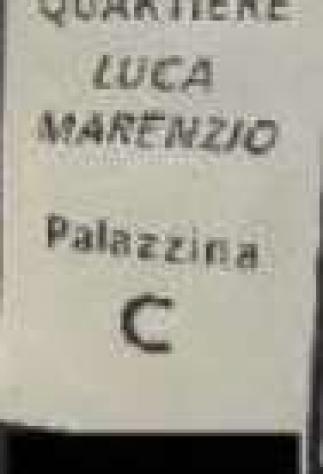 QUARTIERE
LUCA
MARENZIO
Palazzina
C